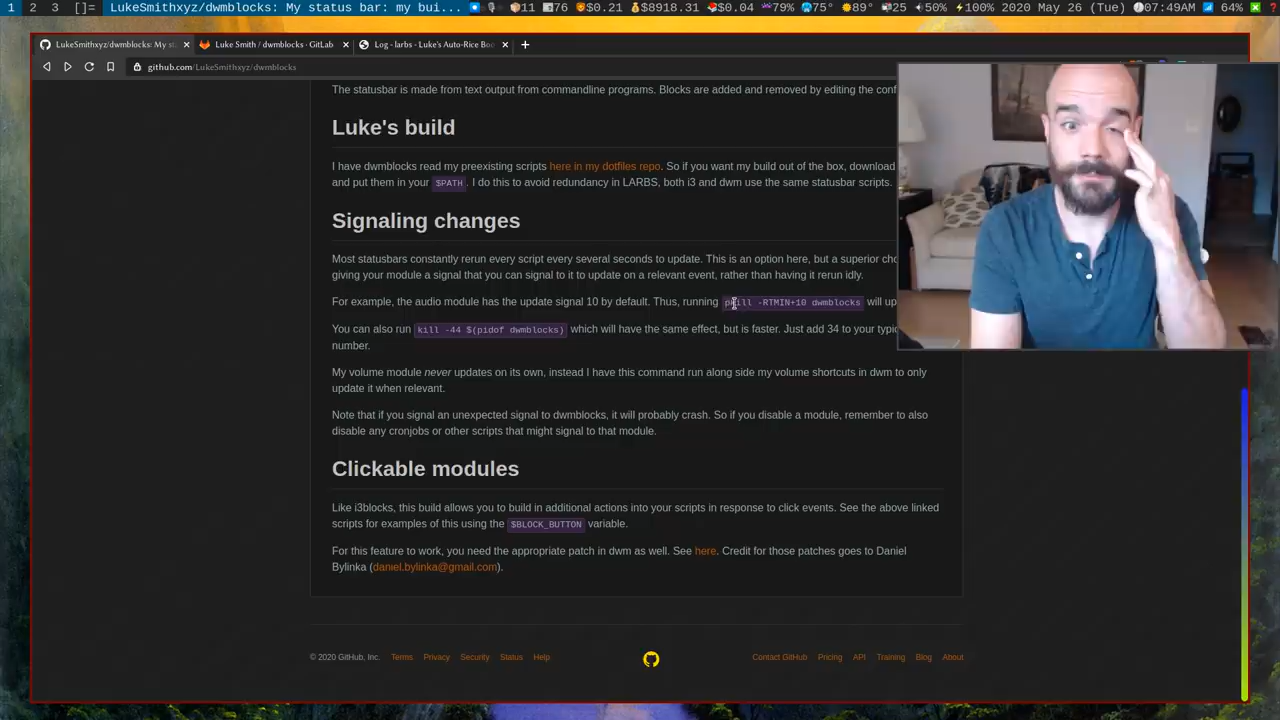 1 2 3 []= LukeSmithxyz/dwmblocks: My status bar: my bui... 11 76 $0.21 $8918.31 $0.04 79% 75° 89° 25 50% 100% 2020 May 26 (Tue) 07:49AM 64%
LukeSmithxyz/dwmblocks: My st Luke Smith / dwmblocks · GitLab Log - larbs - Luke's Auto-Rice Bo
github.com/LukeSmithxyz/dwmblocks
The statusbar is made from text output from commandline programs. Blocks are added and removed by editing the conf
Luke's build
I have dwmblocks read my preexisting scripts here in my dotfiles repo. So if you want my build out of the box, download
and put them in your $PATH. I do this to avoid redundancy in LARBS, both i3 and dwm use the same statusbar scripts.
Signaling changes
Most statusbars constantly rerun every script every several seconds to update. This is an option here, but a superior cho
giving your module a signal that you can signal to it to update on a relevant event, rather than having it rerun idly.
For example, the audio module has the update signal 10 by default. Thus, running pkill -RTMIN+10 dwmblocks will up
You can also run kill -44 $(pidof dwmblocks) which will have the same effect, but is faster. Just add 34 to your typic
number.
My volume module never updates on its own, instead I have this command run along side my volume shortcuts in dwm to only
update it when relevant.
Note that if you signal an unexpected signal to dwmblocks, it will probably crash. So if you disable a module, remember to also
disable any cronjobs or other scripts that might signal to that module.
Clickable modules
Like i3blocks, this build allows you to build in additional actions into your scripts in response to click events. See the above linked
scripts for examples of this using the $BLOCK_BUTTON variable.
For this feature to work, you need the appropriate patch in dwm as well. See here. Credit for those patches goes to Daniel
Bylinka (daniel.bylinka@gmail.com).
© 2020 GitHub, Inc. Terms Privacy Security Status Help Contact GitHub Pricing API Training Blog About